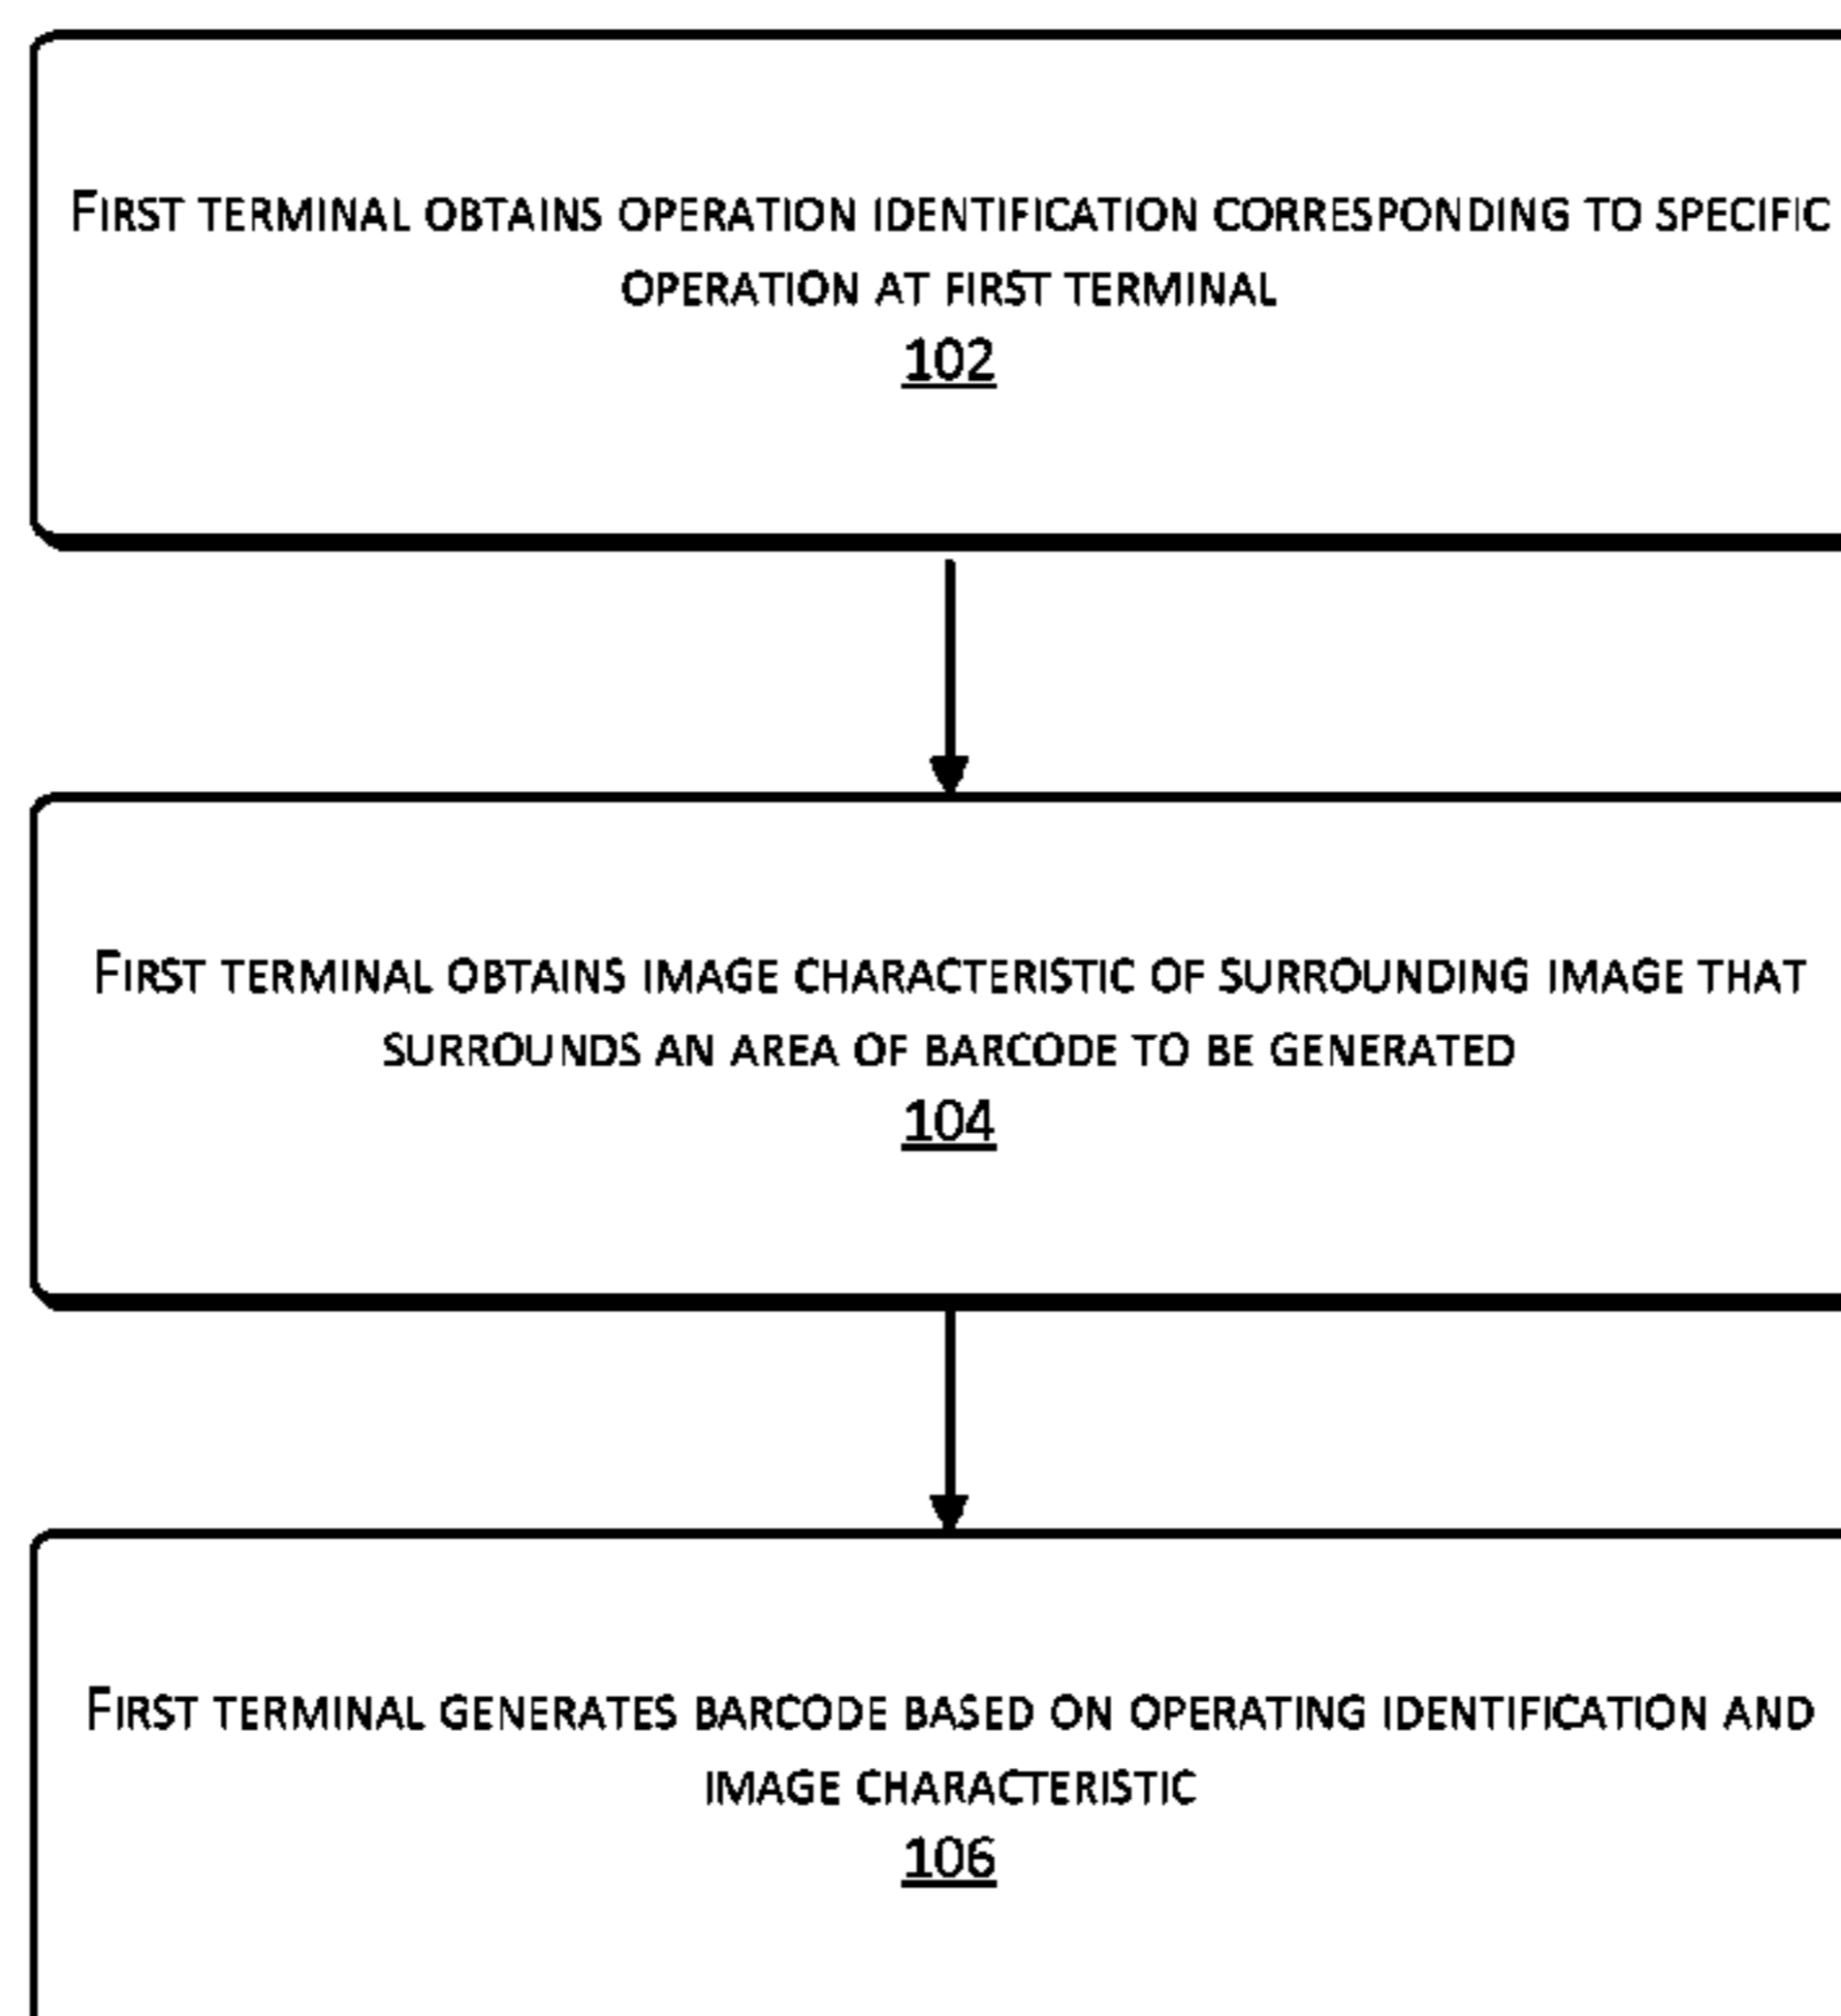 First terminal obtains operation identification corresponding to specific
operation at first terminal
102
First terminal obtains image characteristic of surrounding image that
surrounds an area of barcode to be generated
104
First terminal generates barcode based on operating identification and
image characteristic
106